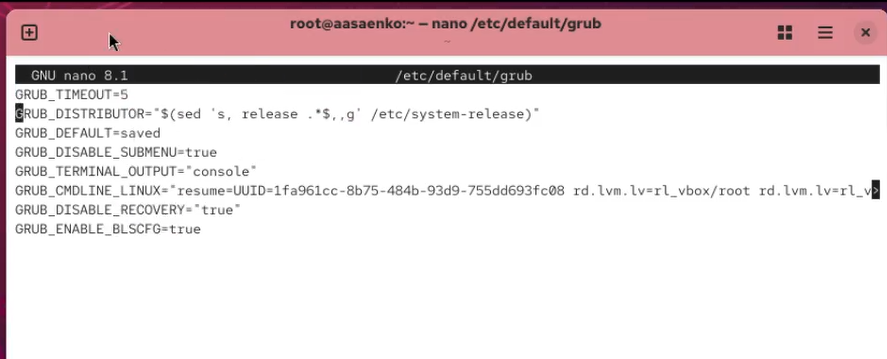 root@aasaenko:~ — nano /etc/default/grub
~
GNU nano 8.1 /etc/default/grub
GRUB_TIMEOUT=5
GRUB_DISTRIBUTOR="$(sed 's, release .*$,,g' /etc/system-release)"
GRUB_DEFAULT=saved
GRUB_DISABLE_SUBMENU=true
GRUB_TERMINAL_OUTPUT="console"
GRUB_CMDLINE_LINUX="resume=UUID=1fa961cc-8b75-484b-93d9-755dd693fc08 rd.lvm.lv=rl_vbox/root rd.lvm.lv=rl_v>
GRUB_DISABLE_RECOVERY="true"
GRUB_ENABLE_BLSCFG=true